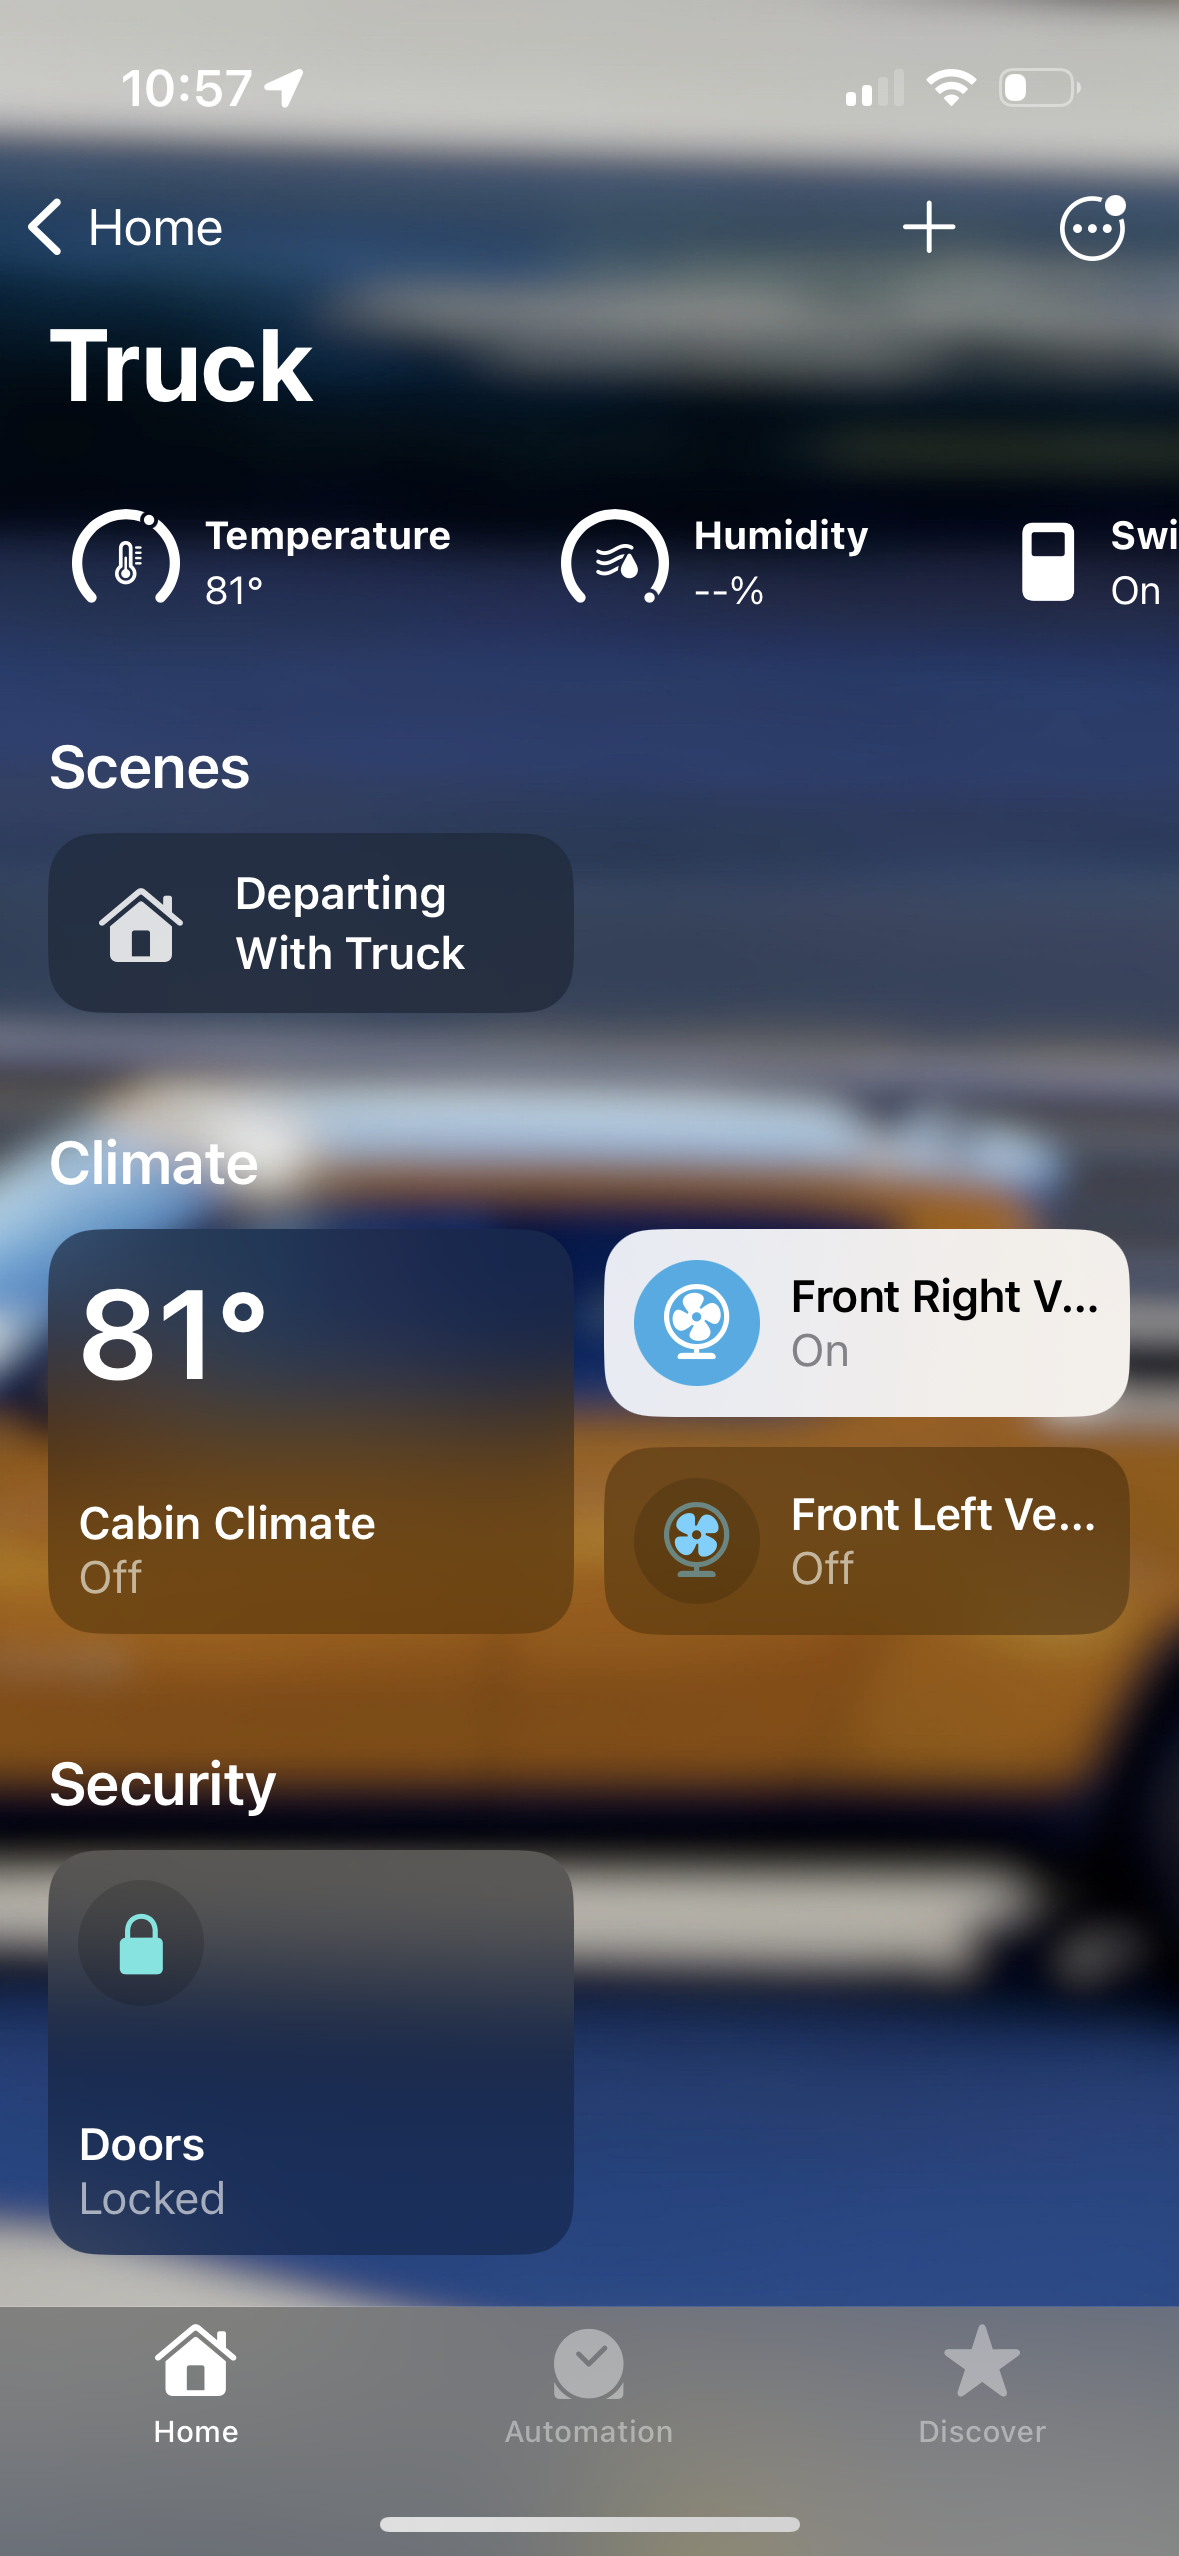 10:57
Home
Truck
Temperature
81°
Humidity
--%
Swi
On
Scenes
Departing
With Truck
Climate
81°
Cabin Climate
Off
Front Right V...
On
Front Left Ve...
Off
Security
Doors
Locked
Home
Automation
Discover